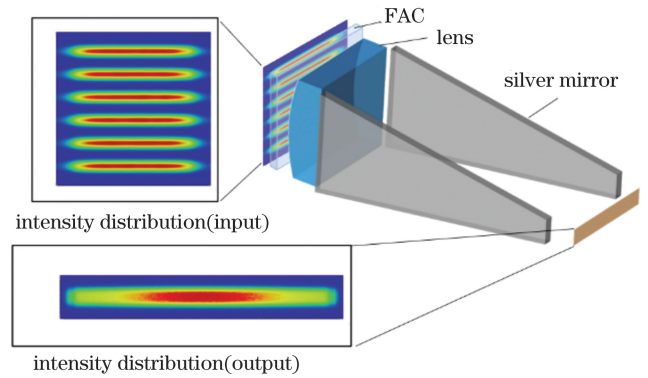 FAC
lens
silver mirror
intensity distribution(input)
intensity distribution(output)